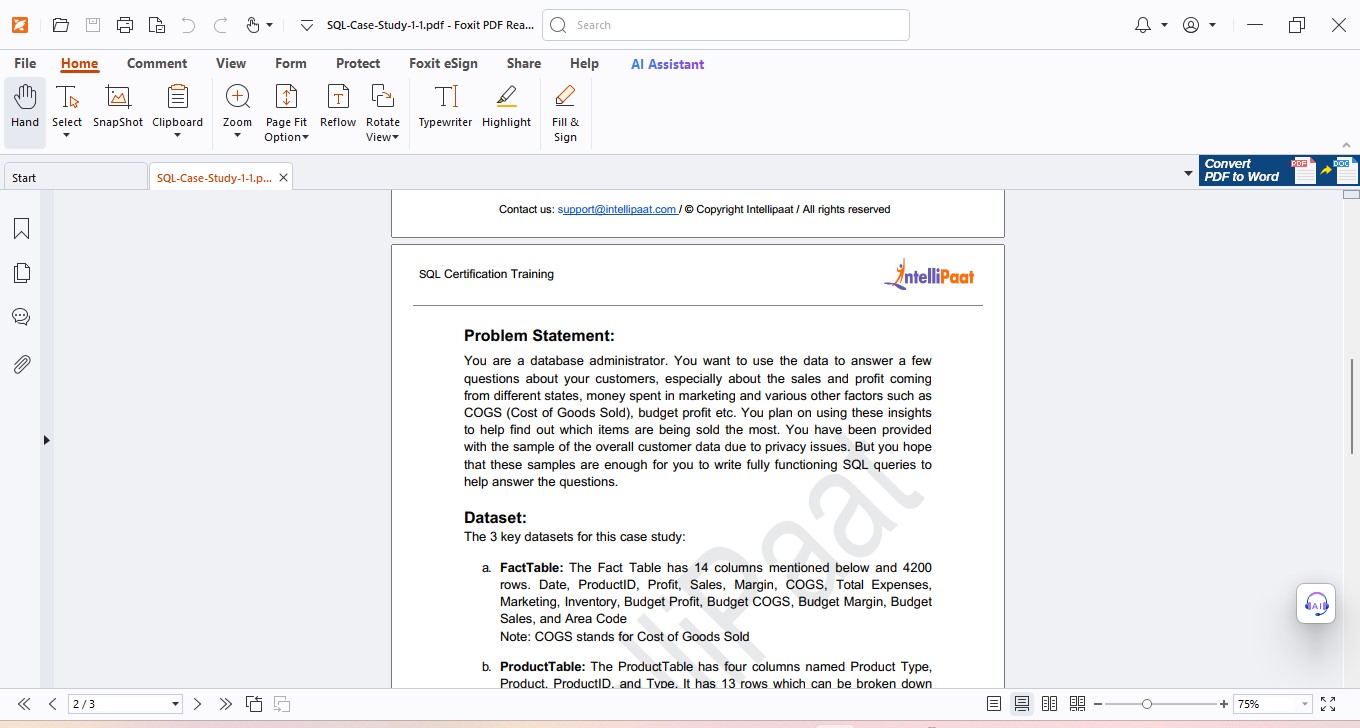 SQL-Case-Study-1-1.pdf - Foxit PDF Rea...
Search
File Home Comment View Form Protect Foxit eSign Share Help AI Assistant
Hand Select SnapShot Clipboard Zoom Page Fit Option Reflow Rotate View Typewriter Highlight Fill & Sign
Start
SQL-Case-Study-1-1.p...
Convert
PDF to Word
PDF
DOC
Contact us: support@intellipaat.com / © Copyright Intellipaat / All rights reserved
SQL Certification Training
IntelliPaat
Problem Statement:
You are a database administrator. You want to use the data to answer a few
questions about your customers, especially about the sales and profit coming
from different states, money spent in marketing and various other factors such as
COGS (Cost of Goods Sold), budget profit etc. You plan on using these insights
to help find out which items are being sold the most. You have been provided
with the sample of the overall customer data due to privacy issues. But you hope
that these samples are enough for you to write fully functioning SQL queries to
help answer the questions.
Dataset:
The 3 key datasets for this case study:
a. FactTable: The Fact Table has 14 columns mentioned below and 4200
rows. Date, ProductID, Profit, Sales, Margin, COGS, Total Expenses,
Marketing, Inventory, Budget Profit, Budget COGS, Budget Margin, Budget
Sales, and Area Code
Note: COGS stands for Cost of Goods Sold
b. ProductTable: The ProductTable has four columns named Product Type,
Product, ProductID, and Type. It has 13 rows which can be broken down
lliPaat
AI
2 / 3
75%